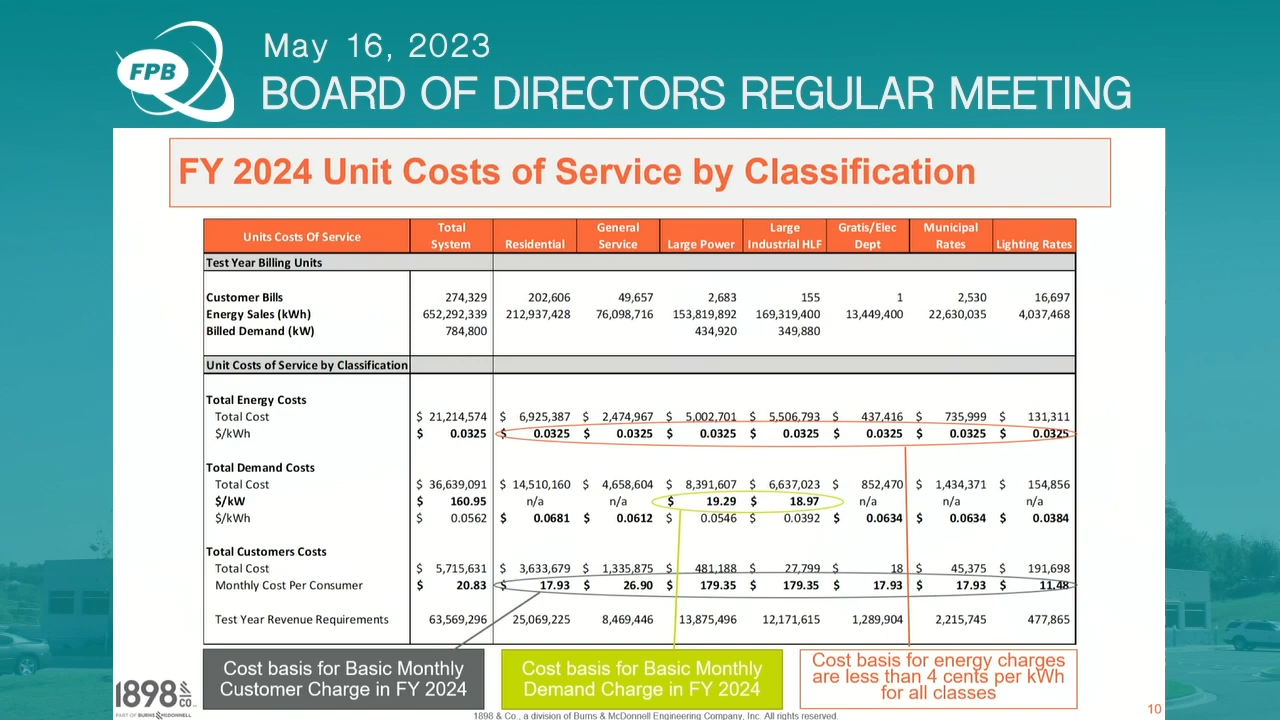 FPB
May 16, 2023
BOARD OF DIRECTORS REGULAR MEETING
FY 2024 Unit Costs of Service by Classification
Units Costs Of Service Total System Residential General Service Large Power Large Industrial HLF Gratis/Elec Dept Municipal Rates Lighting Rates
Test Year Billing Units
Customer Bills 274,329 202,606 49,657 2,683 155 1 2,530 16,697
Energy Sales (kWh) 652,292,339 212,937,428 76,098,716 153,819,892 169,319,400 13,449,400 22,630,035 4,037,468
Billed Demand (kW) 784,800 434,920 349,880
Unit Costs of Service by Classification
Total Energy Costs
Total Cost $ 21,214,574 $ 6,925,387 $ 2,474,967 $ 5,002,701 $ 5,506,793 $ 437,416 $ 735,999 $ 131,311
$/kWh $ 0.0325 $ 0.0325 $ 0.0325 $ 0.0325 $ 0.0325 $ 0.0325 $ 0.0325 $ 0.0325
Total Demand Costs
Total Cost $ 36,639,091 $ 14,510,160 $ 4,658,604 $ 8,391,607 $ 6,637,023 $ 852,470 $ 1,434,371 $ 154,856
$/kW $ 160.95 n/a n/a $ 19.29 $ 18.97 n/a n/a n/a
$/kWh $ 0.0562 $ 0.0681 $ 0.0612 $ 0.0546 $ 0.0392 $ 0.0634 $ 0.0634 $ 0.0384
Total Customers Costs
Total Cost $ 5,715,631 $ 3,633,679 $ 1,335,875 $ 481,188 $ 27,799 $ 18 $ 45,375 $ 191,698
Monthly Cost Per Consumer $ 20.83 $ 17.93 $ 26.90 $ 179.35 $ 179.35 $ 17.93 $ 17.93 $ 11.48
Test Year Revenue Requirements 63,569,296 25,069,225 8,469,446 13,875,496 12,171,615 1,289,904 2,215,745 477,865
Cost basis for Basic Monthly
Customer Charge in FY 2024
Cost basis for Basic Monthly
Demand Charge in FY 2024
Cost basis for energy charges
are less than 4 cents per kWh
for all classes
1898 & CO
PART OF BURNS & McDONNELL
1898 & Co., a division of Burns & McDonnell Engineering Company, Inc. All rights reserved.
10